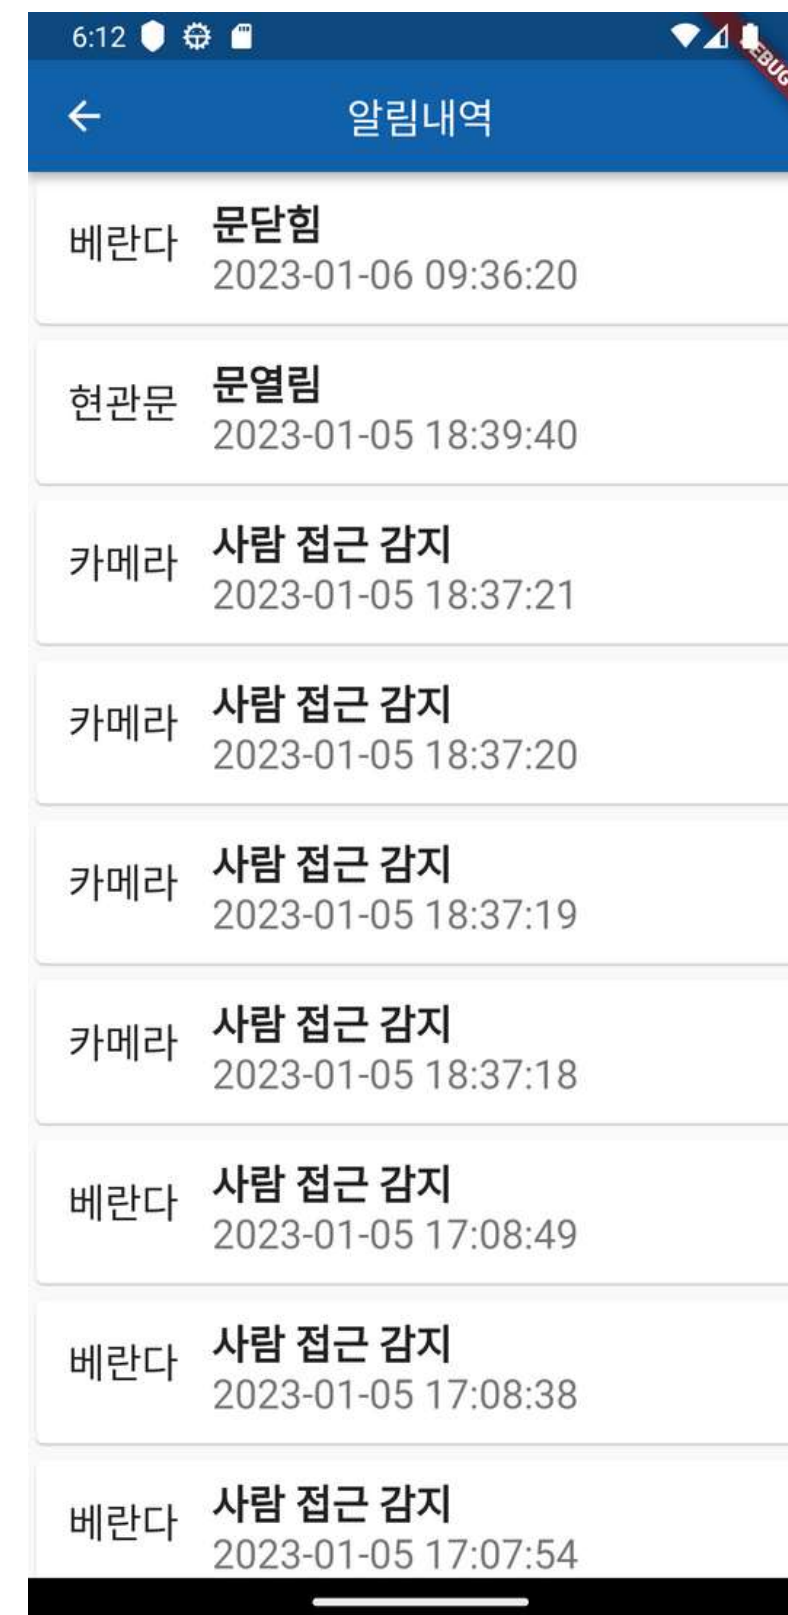 6:12
알림내역
베란다
문닫힘
2023-01-06 09:36:20
현관문
문열림
2023-01-05 18:39:40
카메라
사람 접근 감지
2023-01-05 18:37:21
카메라
사람 접근 감지
2023-01-05 18:37:20
카메라
사람 접근 감지
2023-01-05 18:37:19
카메라
사람 접근 감지
2023-01-05 18:37:18
베란다
사람 접근 감지
2023-01-05 17:08:49
베란다
사람 접근 감지
2023-01-05 17:08:38
베란다
사람 접근 감지
2023-01-05 17:07:54